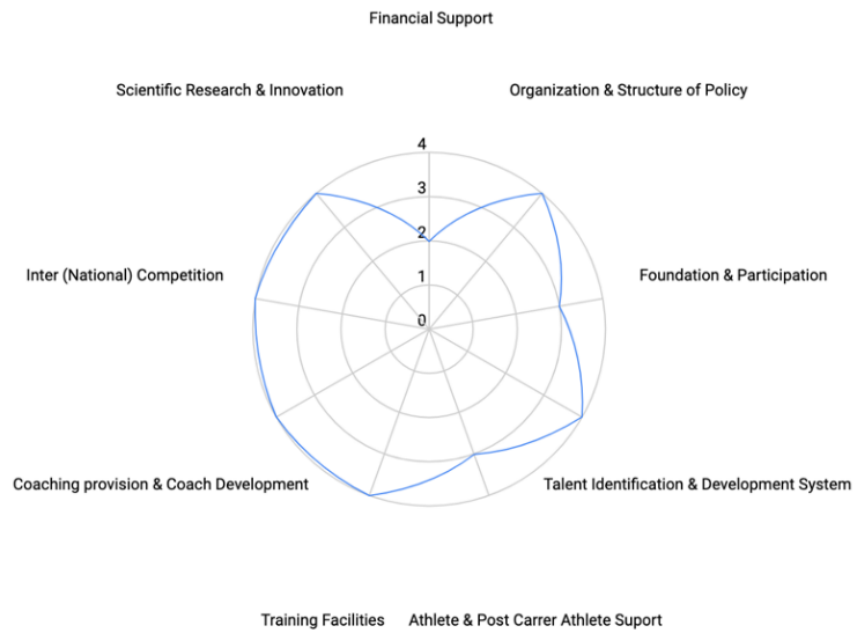 Financial Support
Scientific Research & Innovation
Organization & Structure of Policy
4
3
2
1
0
Inter (National) Competition
Foundation & Participation
Coaching provision & Coach Development
Talent Identification & Development System
Training Facilities
Athlete & Post Carrer Athlete Suport